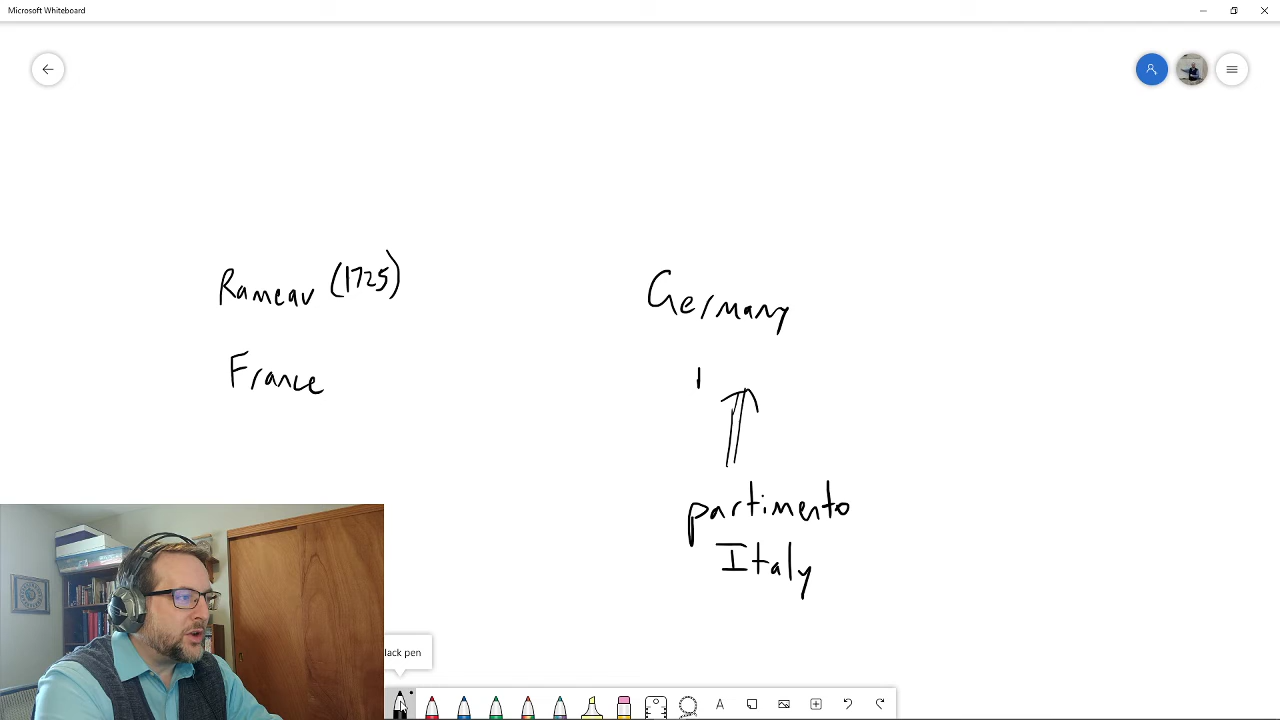 Microsoft Whiteboard
Rameau (1725)
France
Germany
partimento
Italy
lack pen
A